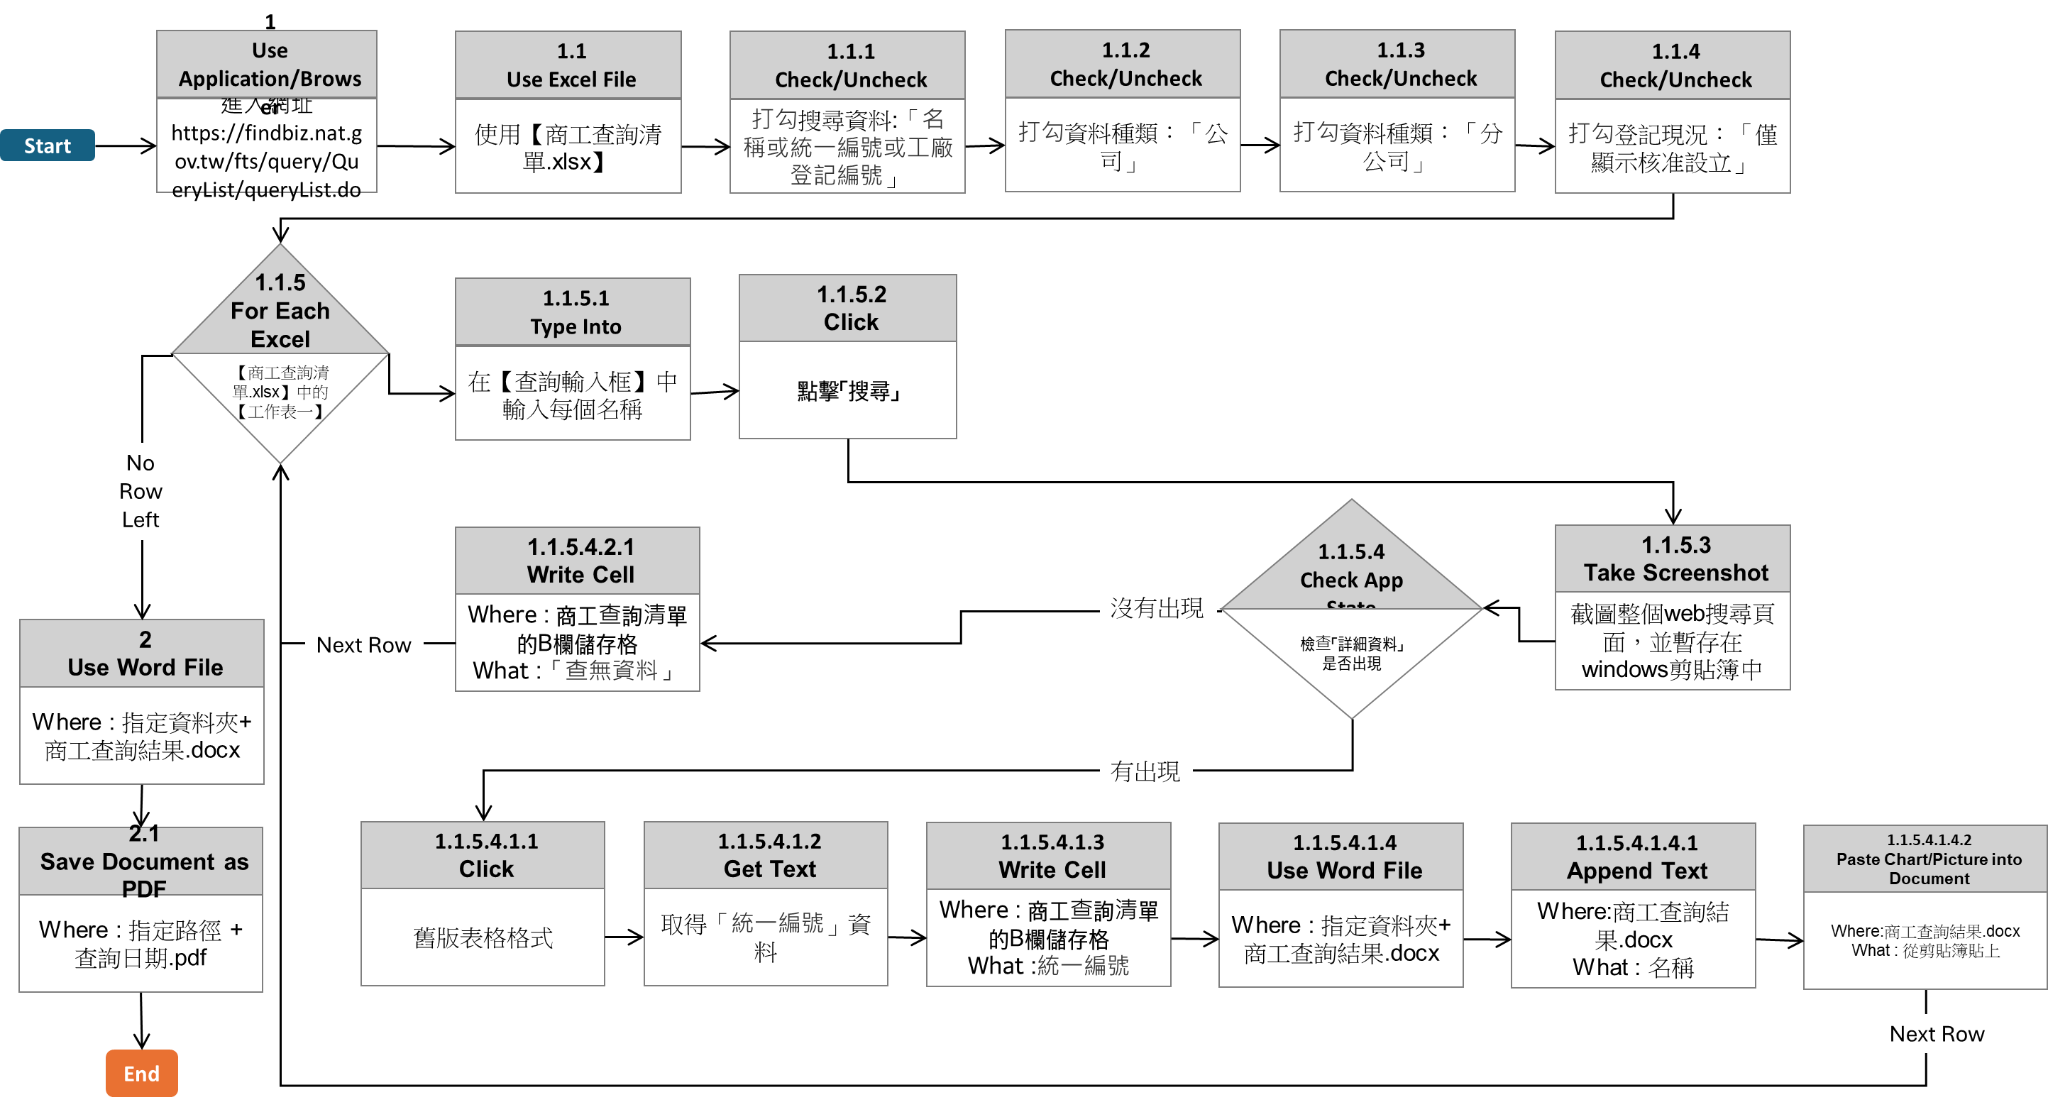 Start
1
Use
Application/Brows
er
進入網址
https://findbiz.nat.g
ov.tw/fts/query/Qu
eryList/queryList.do
1.1
Use Excel File
使用【商工查詢清
單.xlsx】
1.1.1
Check/Uncheck
打勾搜尋資料:「名
稱或統一編號或工廠
登記編號」
1.1.2
Check/Uncheck
打勾資料種類：「公
司」
1.1.3
Check/Uncheck
打勾資料種類：「分
公司」
1.1.4
Check/Uncheck
打勾登記現況：「僅
顯示核准設立」
1.1.5
For Each
Excel
【商工查詢清
單.xlsx】中的
【工作表一】
1.1.5.1
Type Into
在【查詢輸入框】中
輸入每個名稱
1.1.5.2
Click
點擊「搜尋」
No
Row
Left
1.1.5.3
Take Screenshot
截圖整個web搜尋頁
面，並暫存在
windows剪貼簿中
1.1.5.4
Check App
State
檢查「詳細資料」
是否出現
沒有出現
1.1.5.4.2.1
Write Cell
Where : 商工查詢清單
的B欄儲存格
What :「查無資料」
Next Row
2
Use Word File
Where : 指定資料夾+
商工查詢結果.docx
有出現
2.1
Save Document as
PDF
Where : 指定路徑 +
查詢日期.pdf
End
1.1.5.4.1.1
Click
舊版表格格式
1.1.5.4.1.2
Get Text
取得「統一編號」資
料
1.1.5.4.1.3
Write Cell
Where : 商工查詢清單
的B欄儲存格
What :統一編號
1.1.5.4.1.4
Use Word File
Where : 指定資料夾+
商工查詢結果.docx
1.1.5.4.1.4.1
Append Text
Where:商工查詢結
果.docx
What : 名稱
1.1.5.4.1.4.2
Paste Chart/Picture into
Document
Where:商工查詢結果.docx
What : 從剪貼簿貼上
Next Row